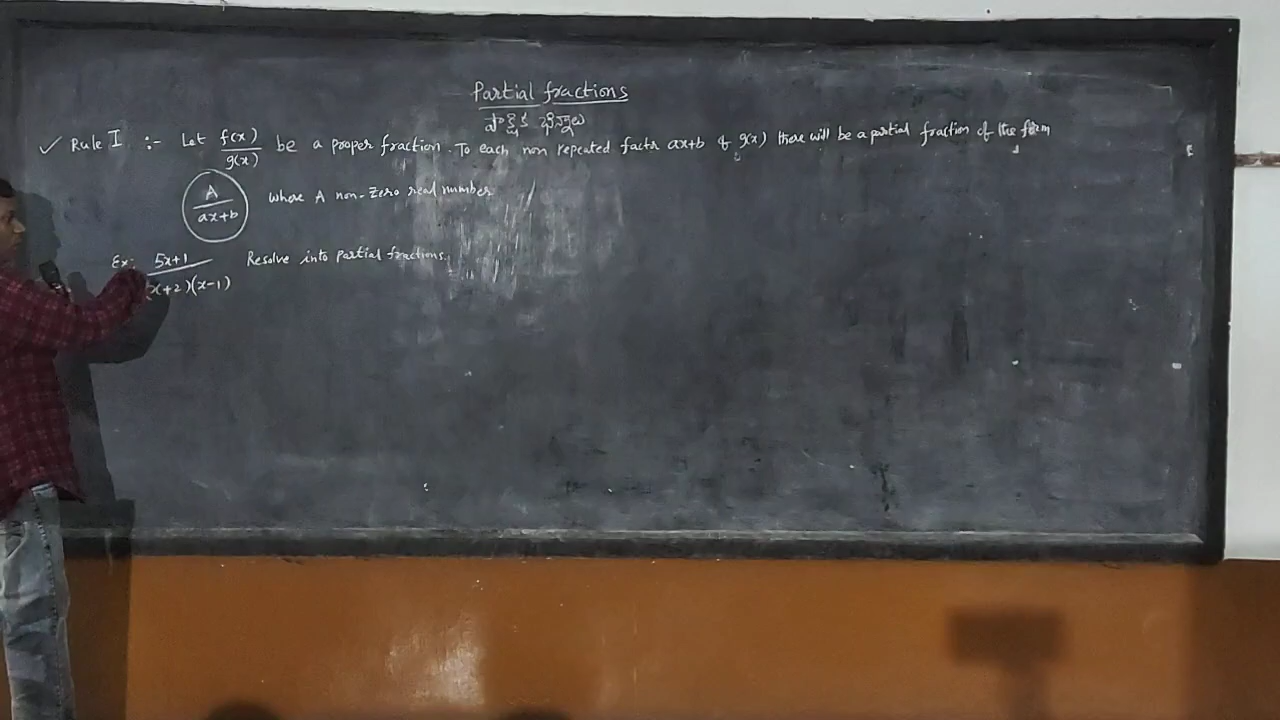 Partial fractions
పాక్షిక భిన్నాలు
✓ Rule I :- Let f(x)/g(x) be a proper fraction. To each non repeated factor ax+b of g(x) there will be a partial fraction of the form
A/(ax+b) where A non-zero real number
Ex: 5x+1/(x+2)(x-1) Resolve into partial fractions.